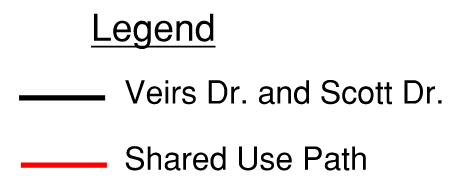 Legend
Veirs Dr. and Scott Dr.
Shared Use Path